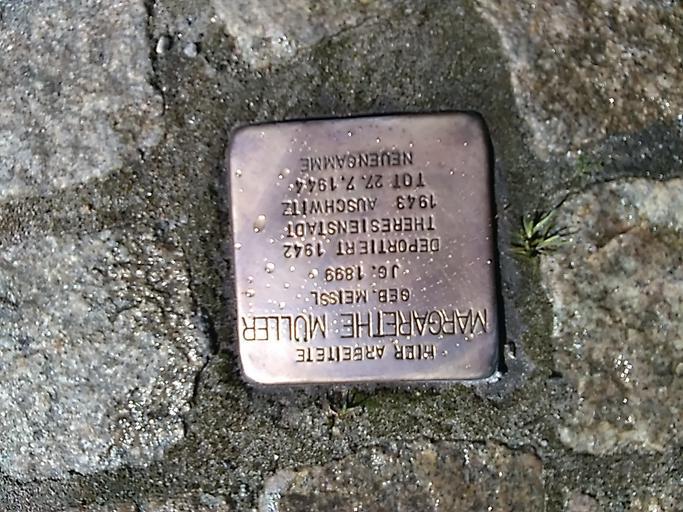 HIER ARBEITETE
MARGARETHE MÜLLER
GEB. MEISSL
JG. 1899
DEPORTIERT 1942
THERESIENSTADT
1943 AUSCHWITZ
TOT 27.7.1944
NEUENGAMME